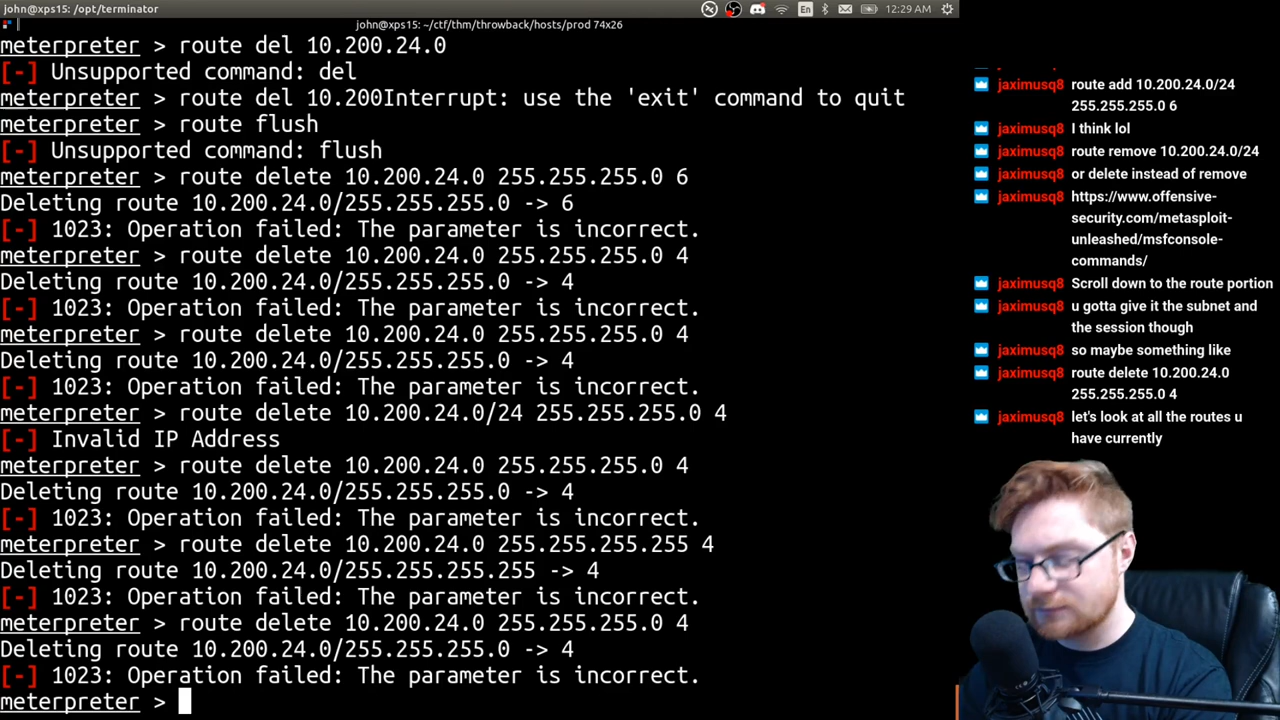 john@xps15: /opt/terminator
En
12:29 AM
john@xps15: ~/ctf/thm/throwback/hosts/prod 74x26
meterpreter > route del 10.200.24.0
[-] Unsupported command: del
meterpreter > route del 10.200Interrupt: use the 'exit' command to quit
meterpreter > route flush
[-] Unsupported command: flush
meterpreter > route delete 10.200.24.0 255.255.255.0 6
Deleting route 10.200.24.0/255.255.255.0 -> 6
[-] 1023: Operation failed: The parameter is incorrect.
meterpreter > route delete 10.200.24.0 255.255.255.0 4
Deleting route 10.200.24.0/255.255.255.0 -> 4
[-] 1023: Operation failed: The parameter is incorrect.
meterpreter > route delete 10.200.24.0 255.255.255.0 4
Deleting route 10.200.24.0/255.255.255.0 -> 4
[-] 1023: Operation failed: The parameter is incorrect.
meterpreter > route delete 10.200.24.0/24 255.255.255.0 4
[-] Invalid IP Address
meterpreter > route delete 10.200.24.0 255.255.255.0 4
Deleting route 10.200.24.0/255.255.255.0 -> 4
[-] 1023: Operation failed: The parameter is incorrect.
meterpreter > route delete 10.200.24.0 255.255.255.255 4
Deleting route 10.200.24.0/255.255.255.255 -> 4
[-] 1023: Operation failed: The parameter is incorrect.
meterpreter > route delete 10.200.24.0 255.255.255.0 4
Deleting route 10.200.24.0/255.255.255.0 -> 4
[-] 1023: Operation failed: The parameter is incorrect.
meterpreter >
jaximusq8 route add 10.200.24.0/24
255.255.255.0 6
jaximusq8 I think lol
jaximusq8 route remove 10.200.24.0/24
jaximusq8 or delete instead of remove
jaximusq8 https://www.offensive-
security.com/metasploit-
unleashed/msfconsole-
commands/
jaximusq8 Scroll down to the route portion
jaximusq8 u gotta give it the subnet and
the session though
jaximusq8 so maybe something like
jaximusq8 route delete 10.200.24.0
255.255.255.0 4
jaximusq8 let's look at all the routes u
have currently